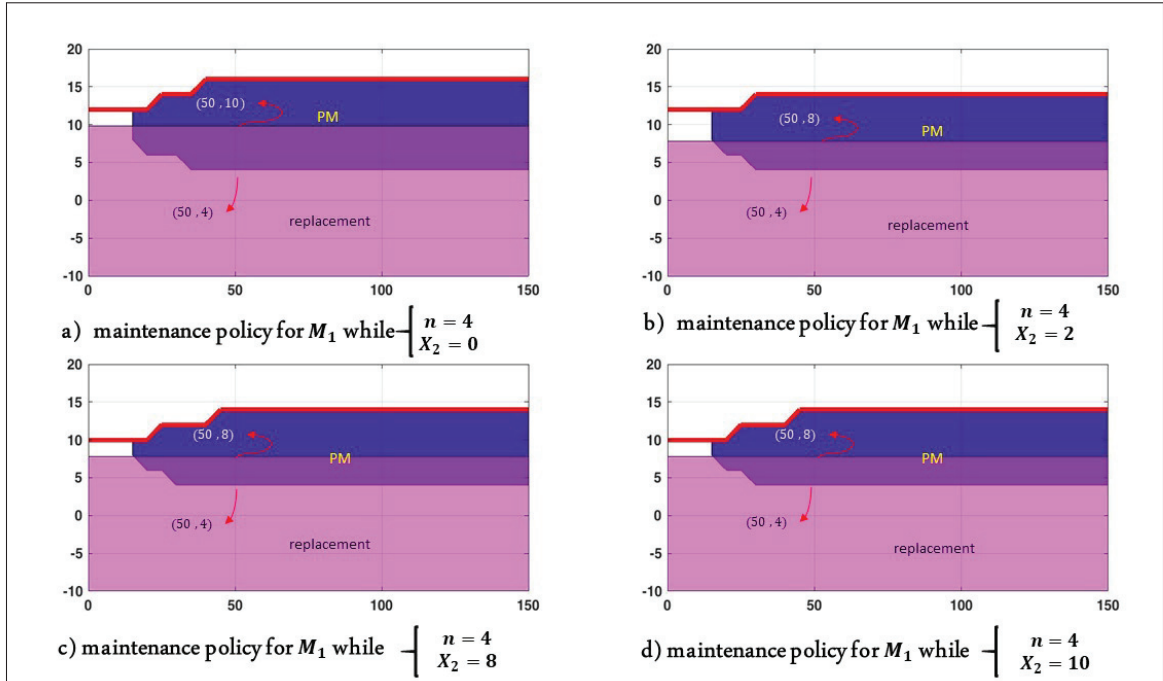 20
15
10
5
0
-5
-10
0 50 100 150
(50 , 10)
PM
(50 , 4)
replacement
a) maintenance policy for M₁ while { n = 4
X₂ = 0
20
15
10
5
0
-5
-10
0 50 100 150
(50 , 8)
PM
(50 , 4)
replacement
b) maintenance policy for M₁ while { n = 4
X₂ = 2
20
15
10
5
0
-5
-10
0 50 100 150
(50 , 8)
PM
(50 , 4)
replacement
c) maintenance policy for M₁ while { n = 4
X₂ = 8
20
15
10
5
0
-5
-10
0 50 100 150
(50 , 8)
PM
(50 , 4)
replacement
d) maintenance policy for M₁ while { n = 4
X₂ = 10